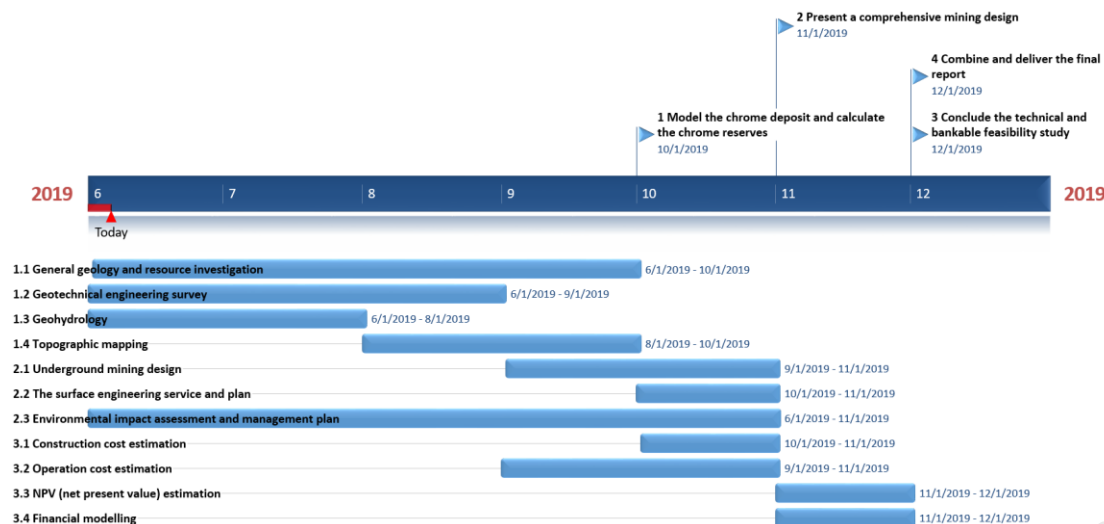 2 Present a comprehensive mining design
11/1/2019
4 Combine and deliver the final
report
12/1/2019
1 Model the chrome deposit and calculate
the chrome reserves
10/1/2019
3 Conclude the technical and
bankable feasibility study
12/1/2019
2019 6 7 8 9 10 11 12 2019
Today
1.1 General geology and resource investigation 6/1/2019 - 10/1/2019
1.2 Geotechnical engineering survey 6/1/2019 - 9/1/2019
1.3 Geohydrology 6/1/2019 - 8/1/2019
1.4 Topographic mapping 8/1/2019 - 10/1/2019
2.1 Underground mining design 9/1/2019 - 11/1/2019
2.2 The surface engineering service and plan 10/1/2019 - 11/1/2019
2.3 Environmental impact assessment and management plan 6/1/2019 - 11/1/2019
3.1 Construction cost estimation 10/1/2019 - 11/1/2019
3.2 Operation cost estimation 9/1/2019 - 11/1/2019
3.3 NPV (net present value) estimation 11/1/2019 - 12/1/2019
3.4 Financial modelling 11/1/2019 - 12/1/2019